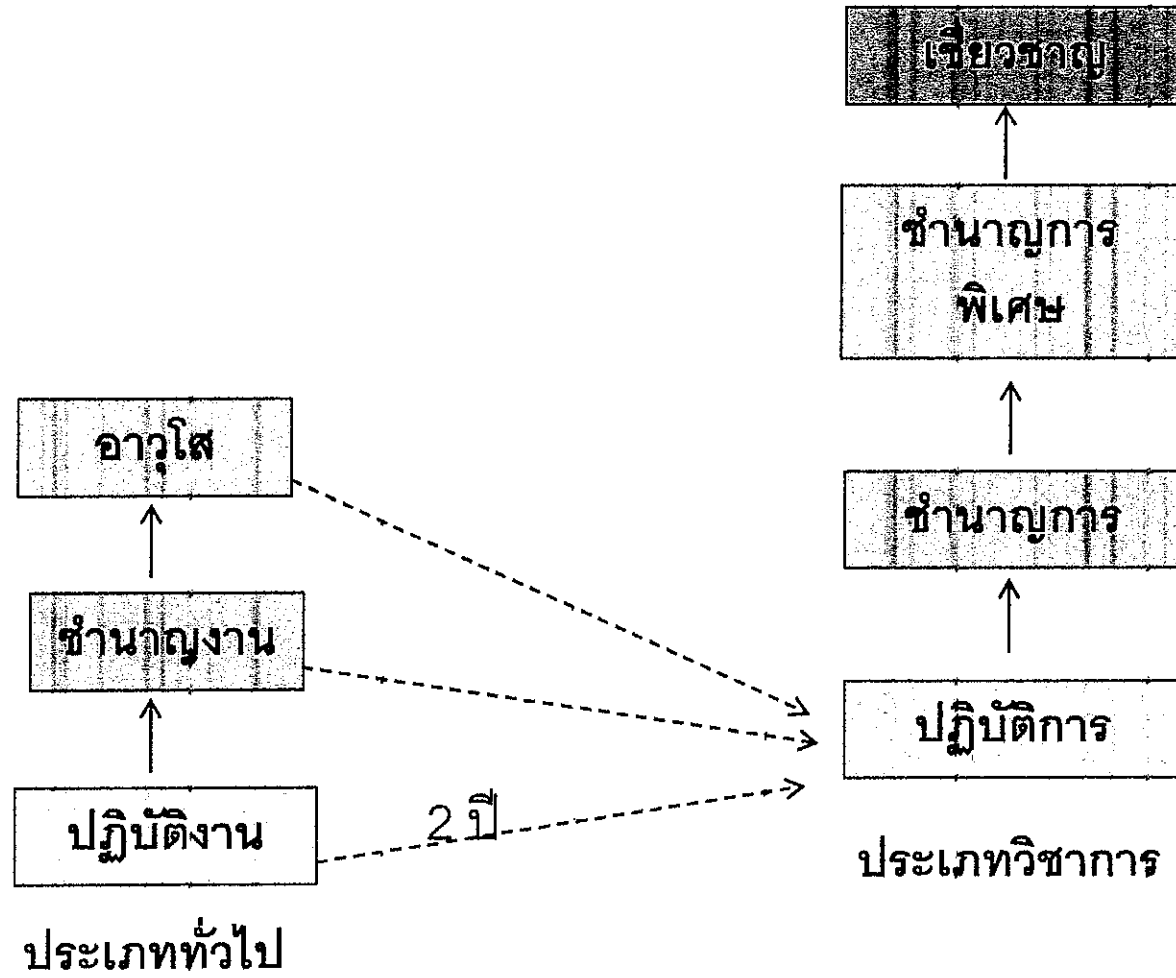 เชี่ยวชาญ
ชำนาญการ
พิเศษ
อาวุโส
ชำนาญการ
ชำนาญงาน
ปฏิบัติการ
ปฏิบัติงาน
2 ปี
ประเภทวิชาการ
ประเภททั่วไป